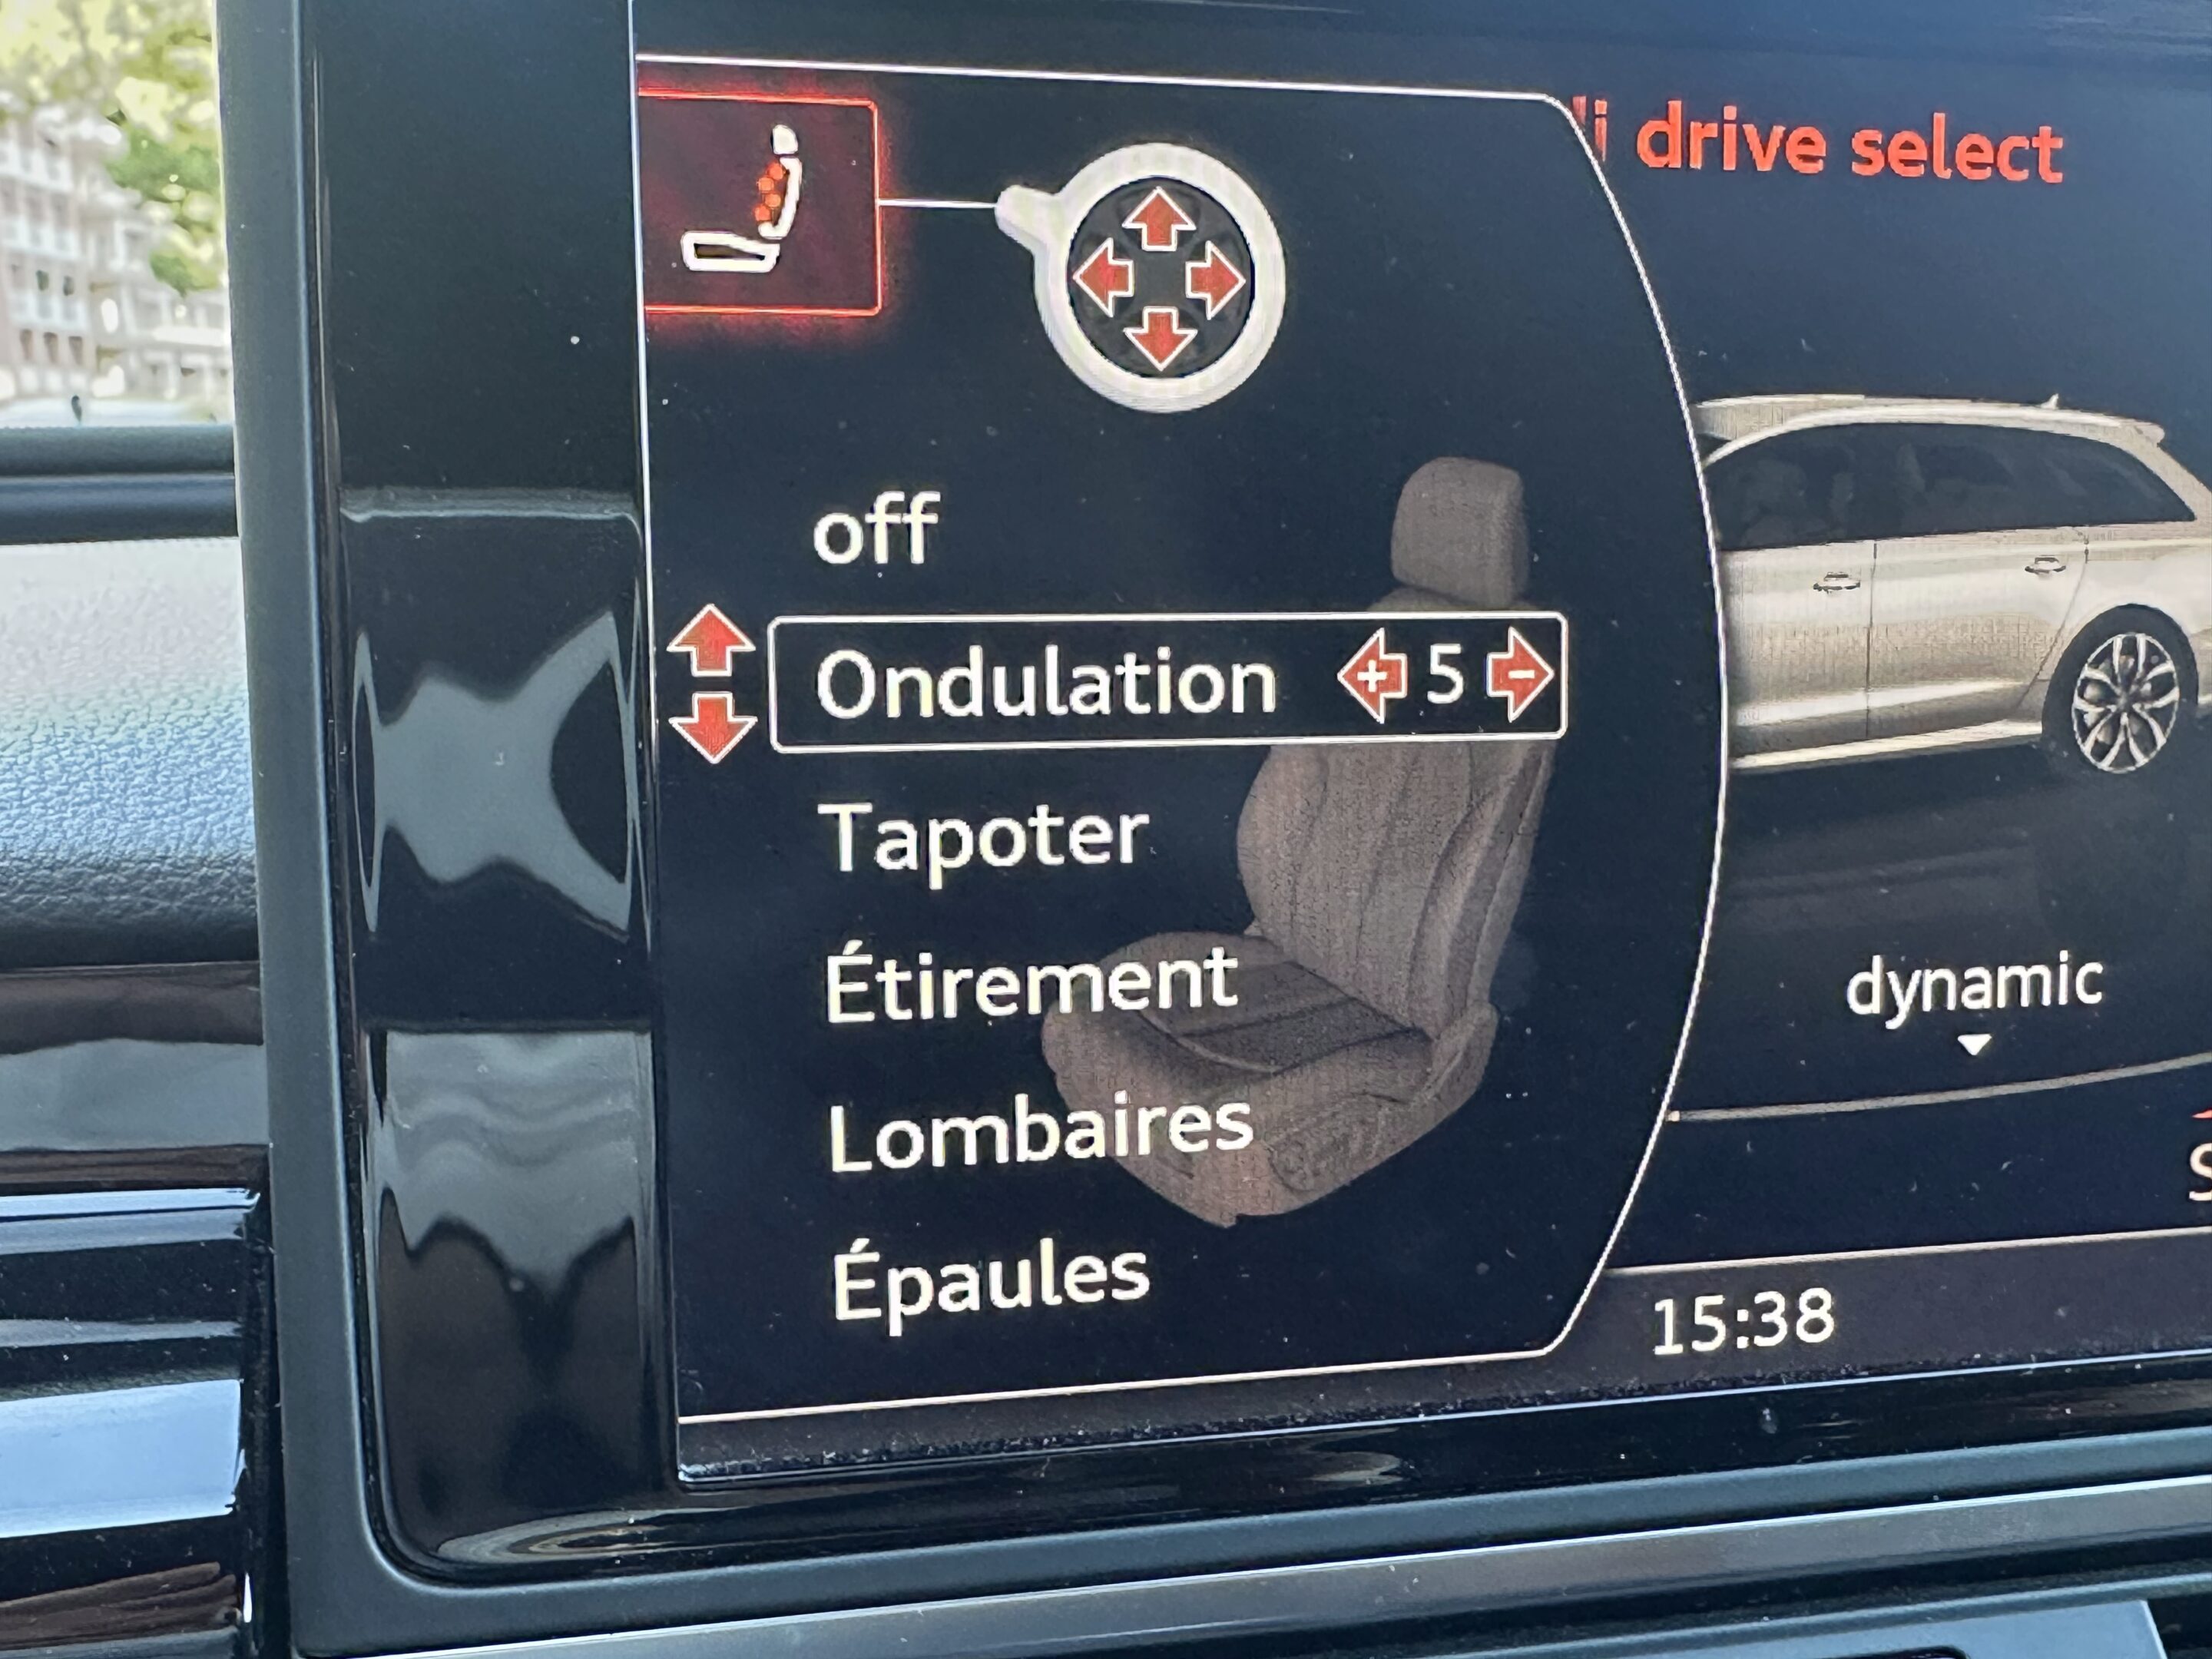 drive select
off
Ondulation + 5 -
Tapoter
Étirement
Lombaires
Épaules
dynamic
15:38